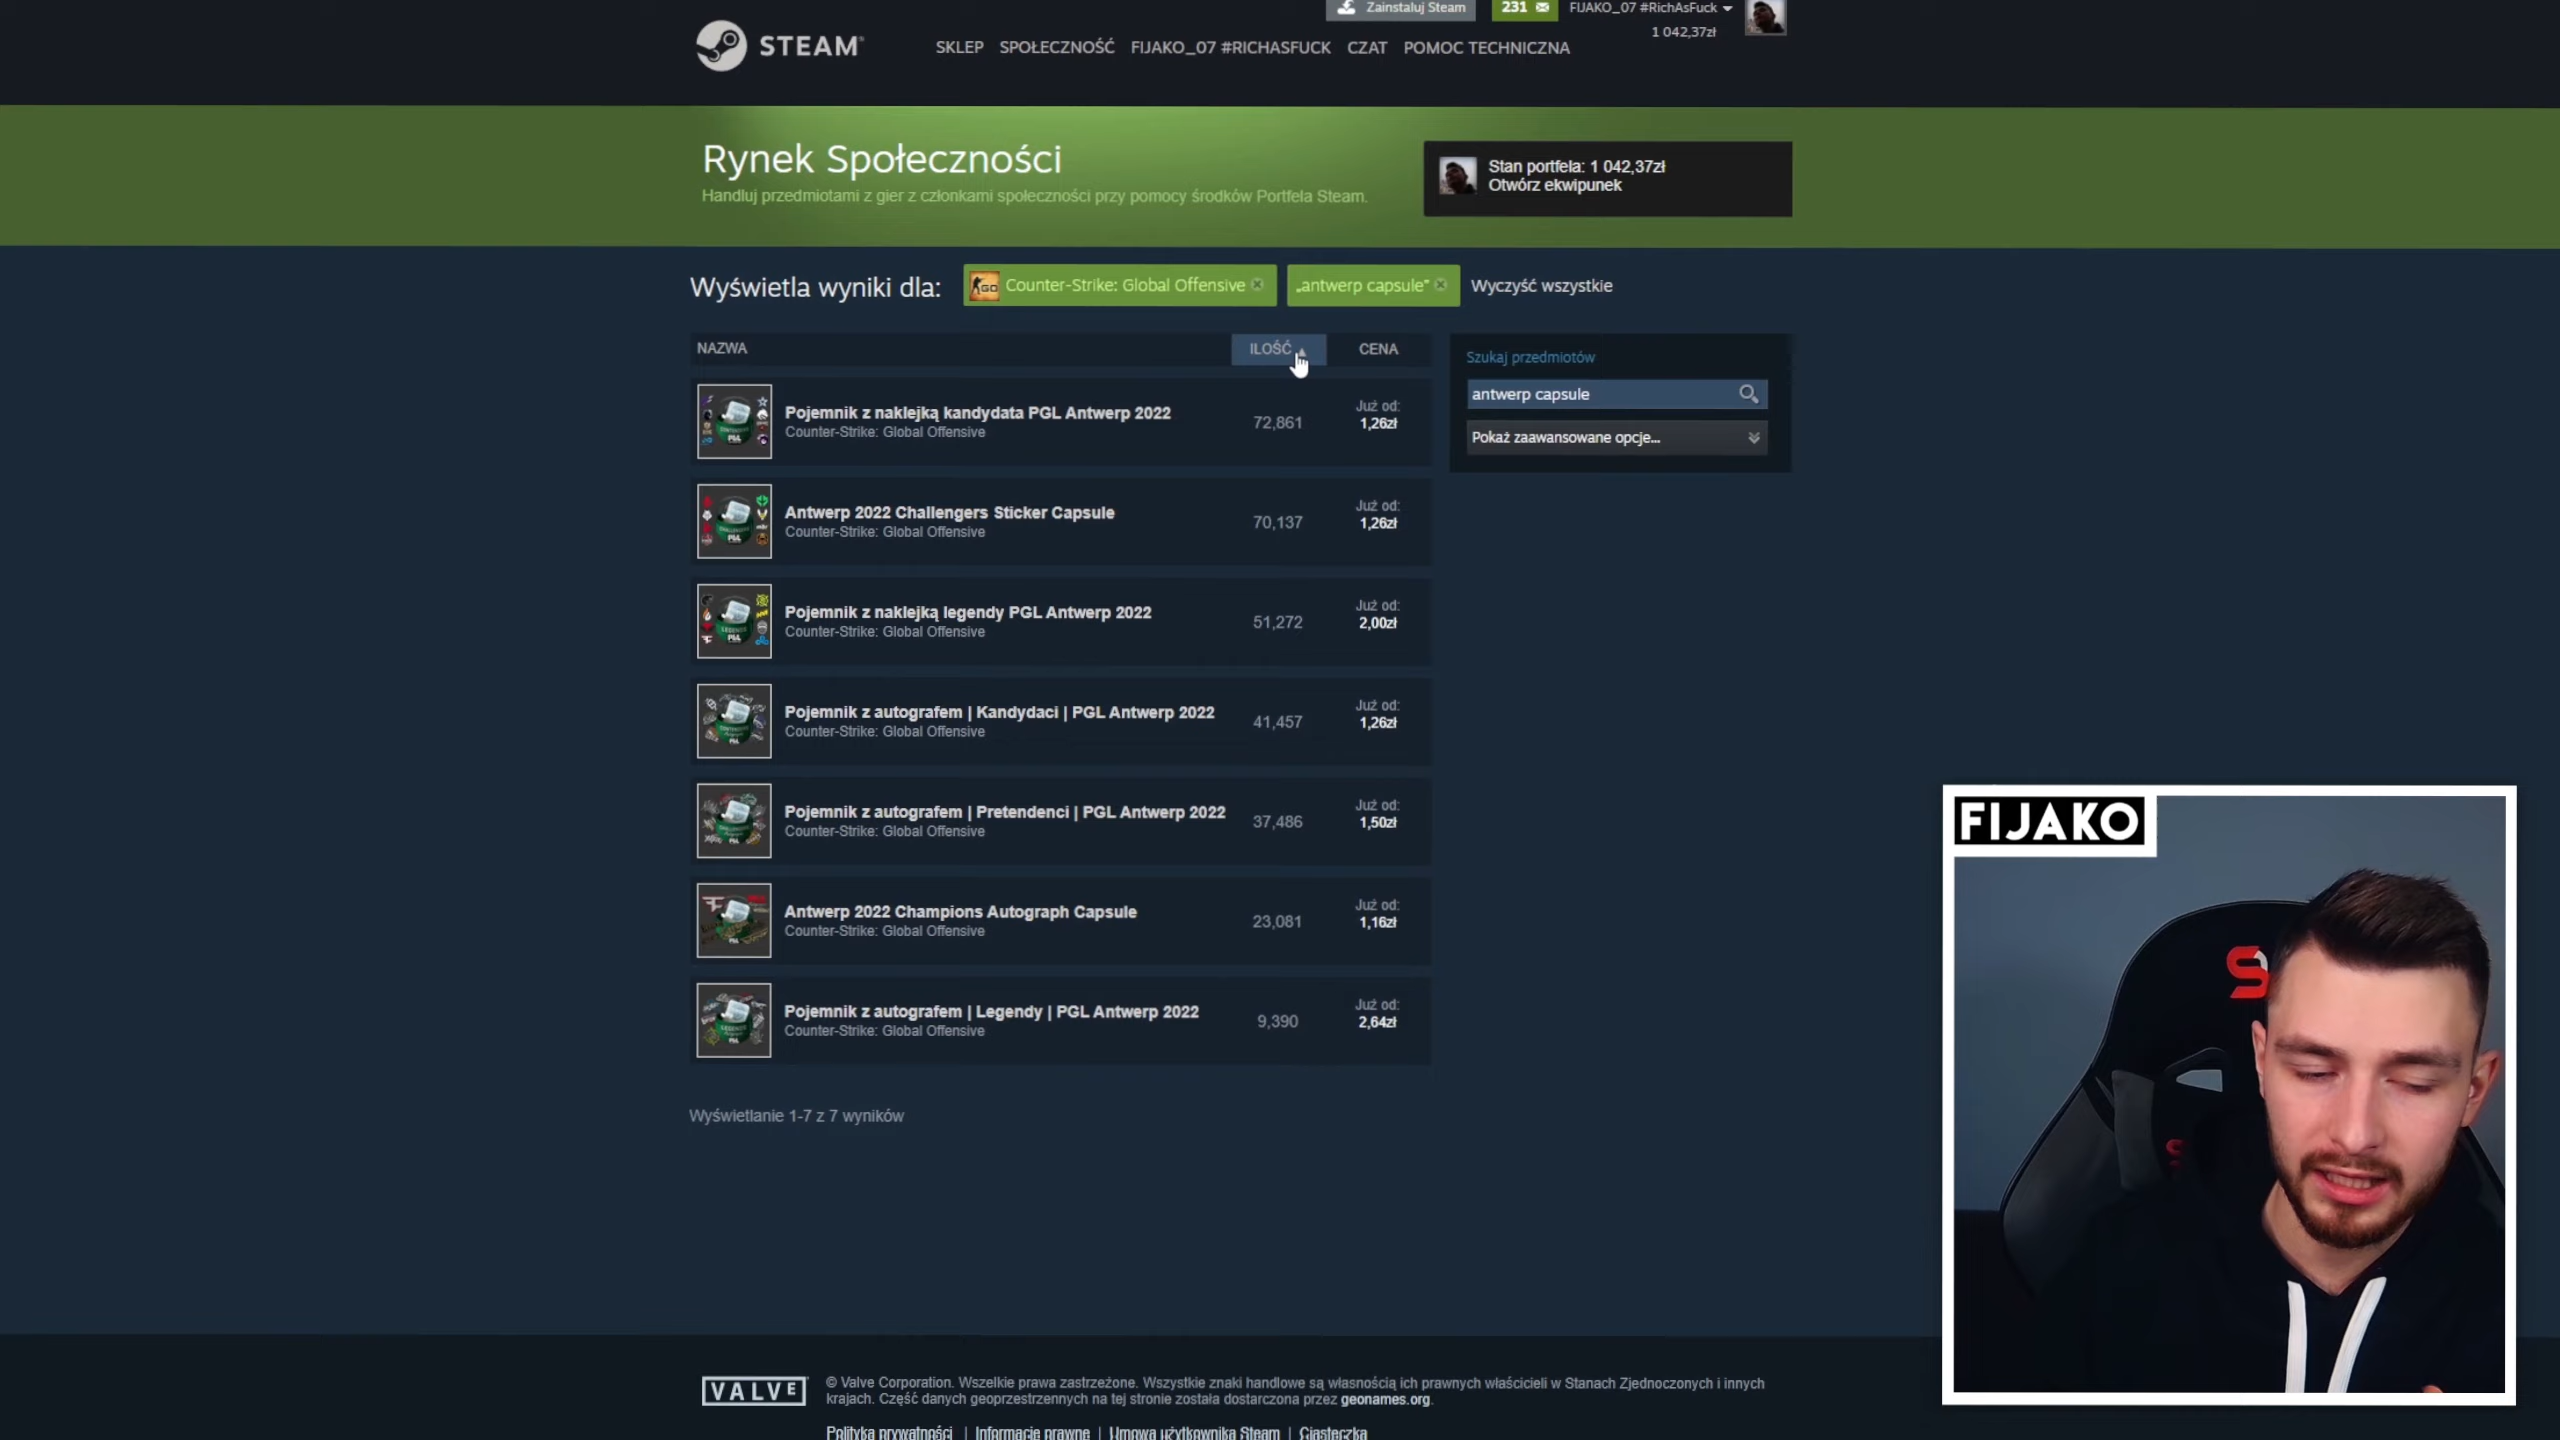 STEAM
Zainstaluj Steam
231
FIJAKO_07 #RichAsFuck
1 042,37zł
SKLEP SPOŁECZNOŚĆ FIJAKO_07 #RICHASFUCK CZAT POMOC TECHNICZNA
Rynek Społeczności
Handluj przedmiotami z gier z członkami społeczności przy pomocy środków Portfela Steam.
Stan portfela: 1 042,37zł
Otwórz ekwipunek
Wyświetla wyniki dla: Counter-Strike: Global Offensive „antwerp capsule” Wyczyść wszystkie
NAZWA ILOŚĆ CENA
Pojemnik z naklejką kandydata PGL Antwerp 2022
Counter-Strike: Global Offensive
72,861
Już od:
1,26zł
Antwerp 2022 Challengers Sticker Capsule
Counter-Strike: Global Offensive
70,137
Już od:
1,26zł
Pojemnik z naklejką legendy PGL Antwerp 2022
Counter-Strike: Global Offensive
51,272
Już od:
2,00zł
Pojemnik z autografem | Kandydaci | PGL Antwerp 2022
Counter-Strike: Global Offensive
41,457
Już od:
1,26zł
Pojemnik z autografem | Pretendenci | PGL Antwerp 2022
Counter-Strike: Global Offensive
37,486
Już od:
1,50zł
Antwerp 2022 Champions Autograph Capsule
Counter-Strike: Global Offensive
23,081
Już od:
1,16zł
Pojemnik z autografem | Legendy | PGL Antwerp 2022
Counter-Strike: Global Offensive
9,390
Już od:
2,64zł
Wyświetlanie 1-7 z 7 wyników
Szukaj przedmiotów
antwerp capsule
Pokaż zaawansowane opcje...
FIJAKO
VALVE
© Valve Corporation. Wszelkie prawa zastrzeżone. Wszystkie znaki handlowe są własnością ich prawnych właścicieli w Stanach Zjednoczonych i innych
krajach. Część danych geoprzestrzennych na tej stronie została dostarczona przez geonames.org.
Polityka prywatności | Informacje prawne | Umowa użytkownika Steam | Ciasteczka